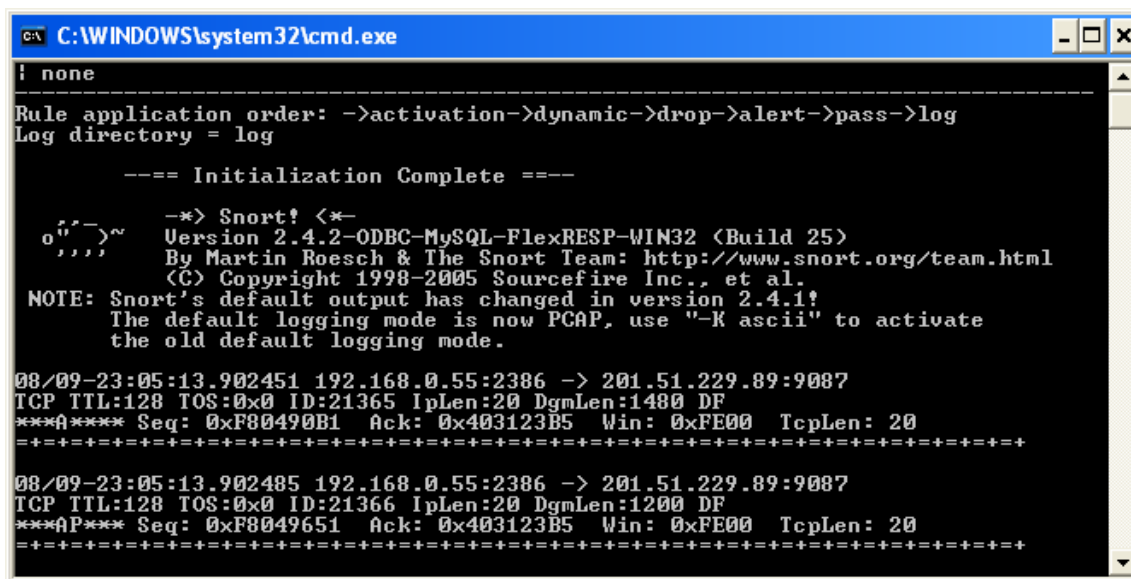 C:\WINDOWS\system32\cmd.exe
| none
Rule application order: ->activation->dynamic->drop->alert->pass->log
Log directory = log
--== Initialization Complete ==--
,,_ -*> Snort! <*-
o" )~ Version 2.4.2-ODBC-MySQL-FlexRESP-WIN32 (Build 25)
'''' By Martin Roesch & The Snort Team: http://www.snort.org/team.html
(C) Copyright 1998-2005 Sourcefire Inc., et al.
NOTE: Snort's default output has changed in version 2.4.1!
The default logging mode is now PCAP, use "-K ascii" to activate
the old default logging mode.
08/09-23:05:13.902451 192.168.0.55:2386 -> 201.51.229.89:9087
TCP TTL:128 TOS:0x0 ID:21365 IpLen:20 DgmLen:1480 DF
***A**** Seq: 0xF80490B1 Ack: 0x403123B5 Win: 0xFE00 TcpLen: 20
=+=+=+=+=+=+=+=+=+=+=+=+=+=+=+=+=+=+=+=+=+=+=+=+=+=+=+=+=+=+=+=+=+=+=+=+=+
08/09-23:05:13.902485 192.168.0.55:2386 -> 201.51.229.89:9087
TCP TTL:128 TOS:0x0 ID:21366 IpLen:20 DgmLen:1200 DF
***AP*** Seq: 0xF8049651 Ack: 0x403123B5 Win: 0xFE00 TcpLen: 20
=+=+=+=+=+=+=+=+=+=+=+=+=+=+=+=+=+=+=+=+=+=+=+=+=+=+=+=+=+=+=+=+=+=+=+=+=+